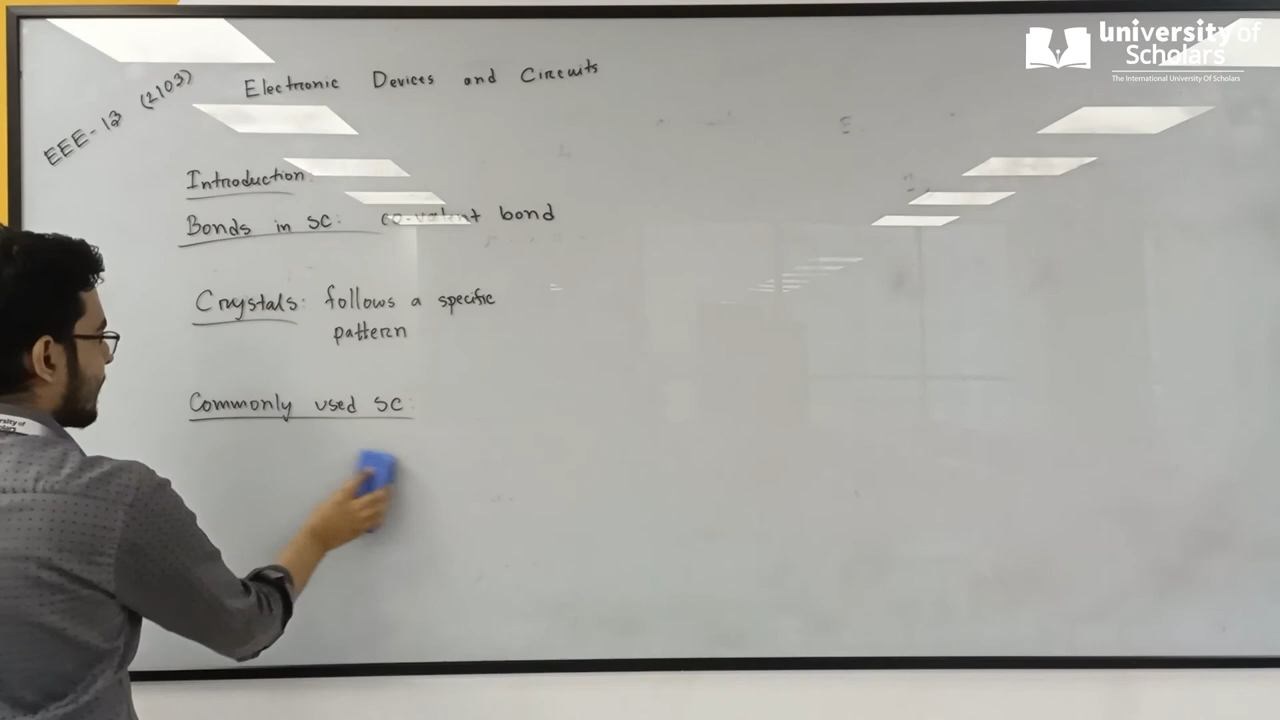 University of
Scholars
The International University Of Scholars
EEE-13 (2103)
Electronic Devices and Circuits
Introduction:
Bonds in SC: co-valent bond
Crystals: follows a specific
pattern
Commonly used SC: